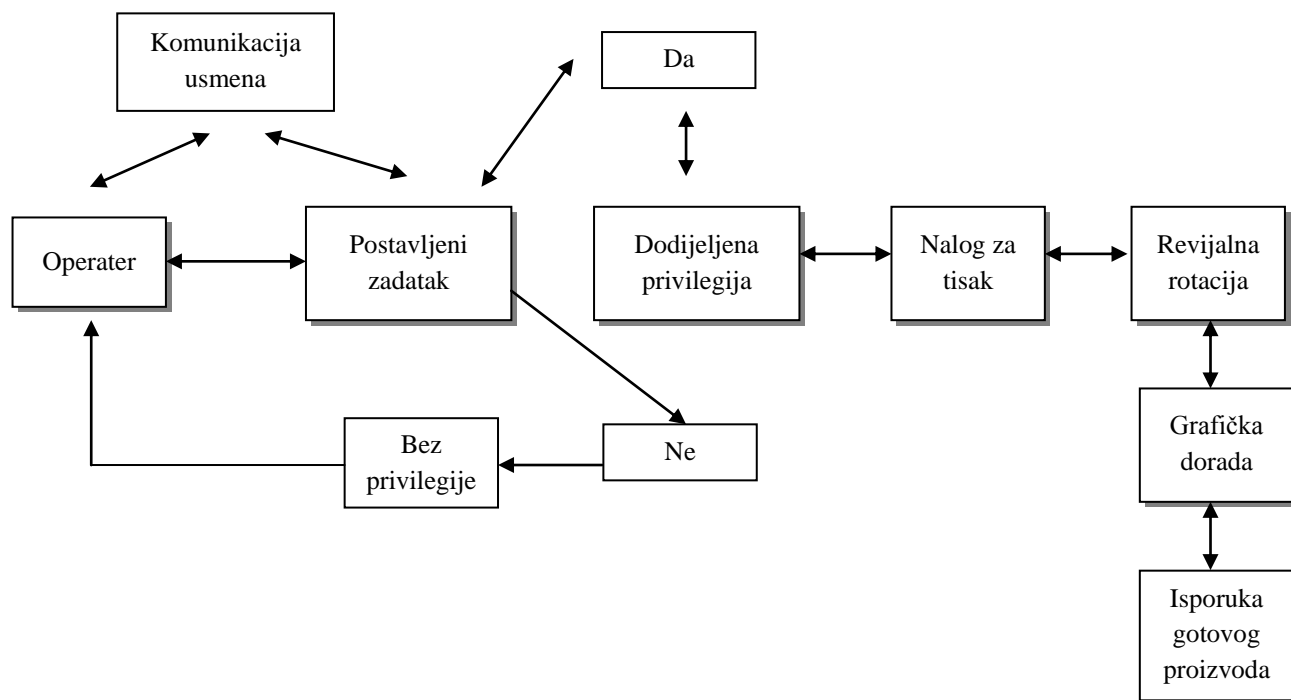 Komunikacija
usmena
Da
Operater
Postavljeni
zadatak
Dodijeljena
privilegija
Nalog za
tisak
Revijalna
rotacija
Bez
privilegije
Ne
Grafička
dorada
Isporuka
gotovog
proizvoda